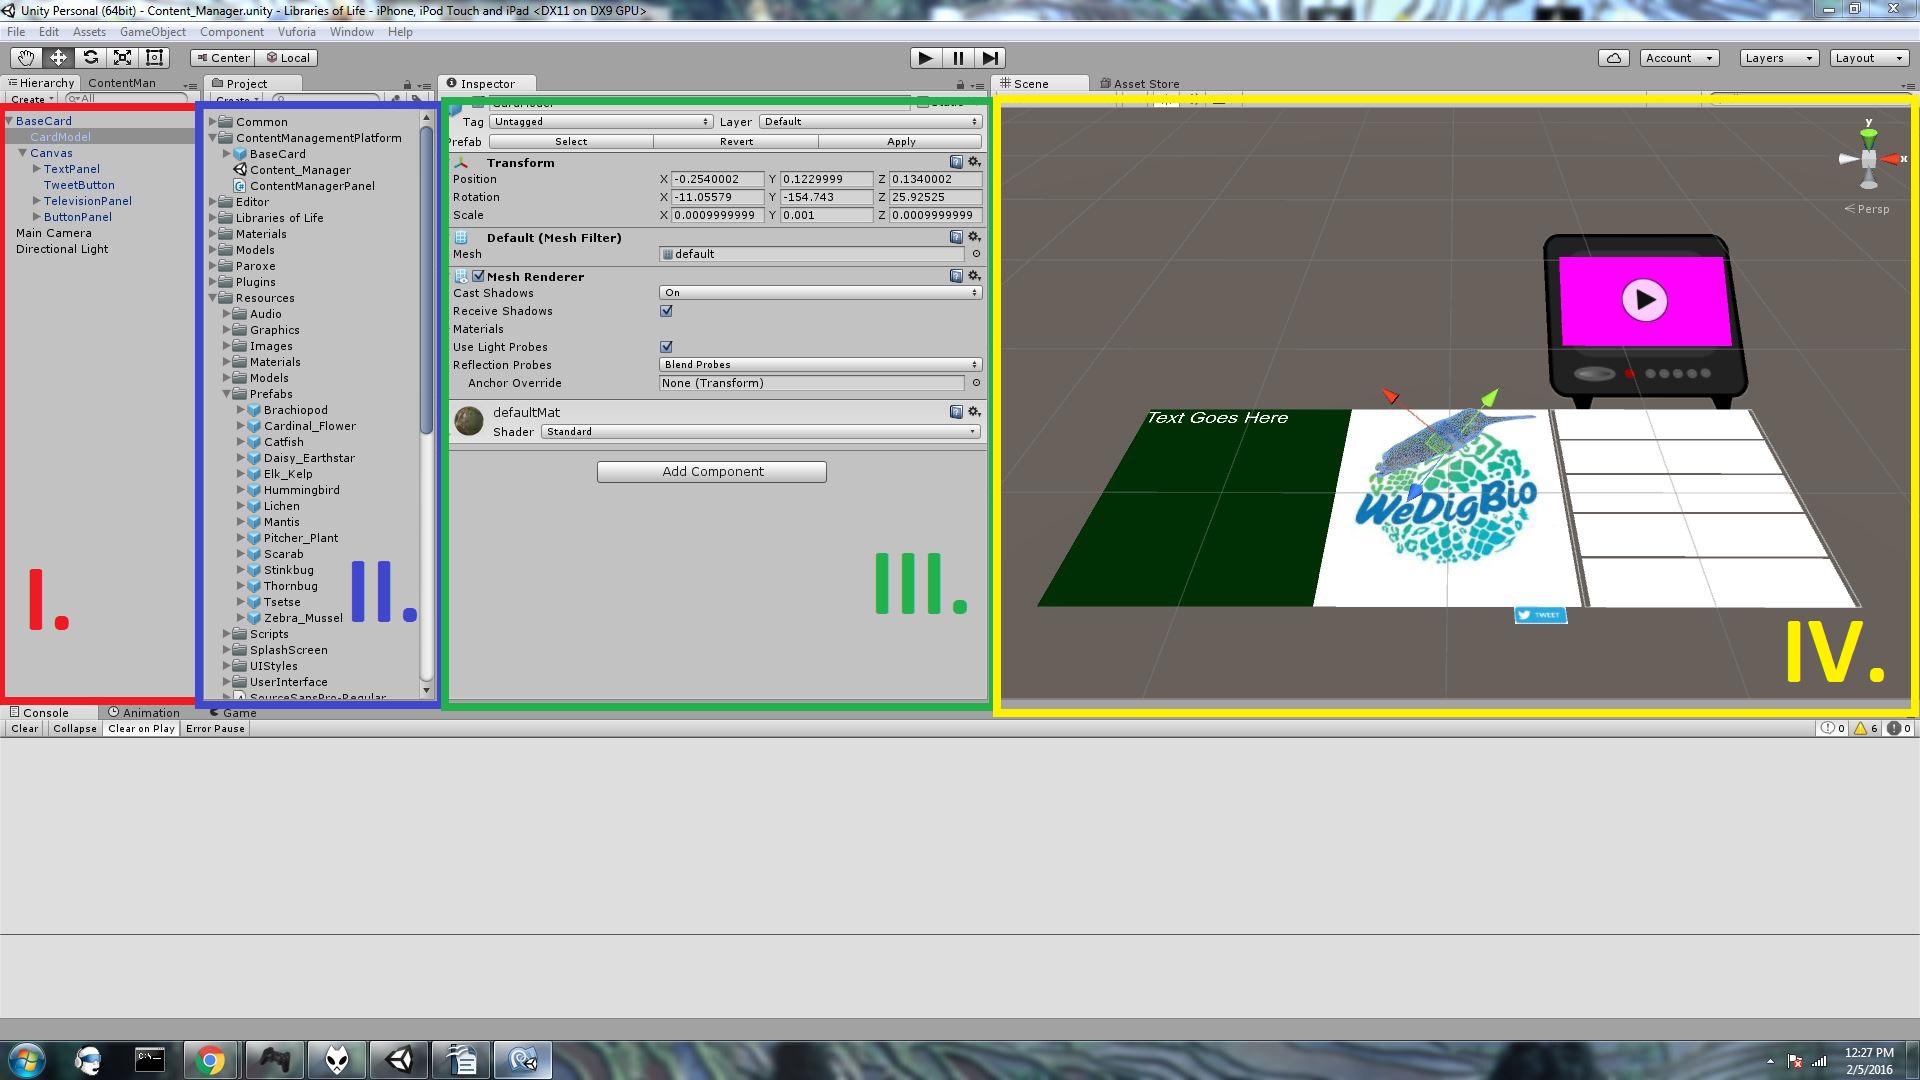 Unity Personal (64bit) - Content_Manager.unity - Libraries of Life - iPhone, iPod Touch and iPad <DX11 on DX9 GPU>
File Edit Assets GameObject Component Vuforia Window Help
Center Local Account Layers Layout
Hierarchy ContentMan
Create All
BaseCard
CardModel
Canvas
TextPanel
TweetButton
TelevisionPanel
ButtonPanel
Main Camera
Directional Light
I.
Project
Create
Common
ContentManagementPlatform
BaseCard
Content_Manager
ContentManagerPanel
Editor
Libraries of Life
Materials
Models
Paroxe
Plugins
Resources
Audio
Graphics
Images
Materials
Models
Prefabs
Brachiopod
Cardinal_Flower
Catfish
Daisy_Earthstar
Elk_Kelp
Hummingbird
Lichen
Mantis
Pitcher_Plant
Scarab
Stinkbug
Thornbug
Tsetse
Zebra_Mussel
Scripts
SplashScreen
UIStyles
UserInterface
SourceSansPro-Regular
II.
Inspector
CardModel Static
Tag Untagged Layer Default
Prefab Select Revert Apply
Transform
Position X -0.2540002 Y 0.1229999 Z 0.1340002
Rotation X -11.05579 Y -154.743 Z 25.92525
Scale X 0.0009999999 Y 0.001 Z 0.0009999999
Default (Mesh Filter)
Mesh default
Mesh Renderer
Cast Shadows On
Receive Shadows
Materials
Use Light Probes
Reflection Probes Blend Probes
Anchor Override None (Transform)
defaultMat
Shader Standard
Add Component
III.
Scene Asset Store
y
x
Persp
Text Goes Here
WeDigBio
TWEET
IV.
Console Animation Game
Clear Collapse Clear on Play Error Pause 0 6 0
12:27 PM
2/5/2016